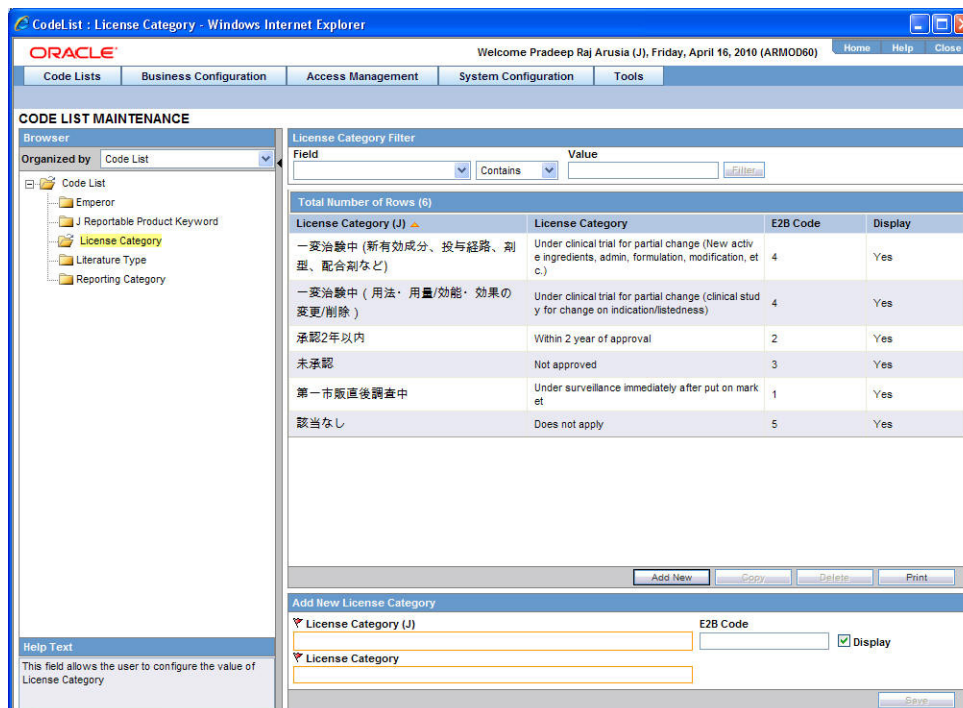 CodeList : License Category - Windows Internet Explorer
ORACLE
Welcome Pradeep Raj Arusia (J), Friday, April 16, 2010 (ARMOD60)
Home Help Close
Code Lists Business Configuration Access Management System Configuration Tools
CODE LIST MAINTENANCE
Browser
Organized by Code List
Code List
Emperor
J Reportable Product Keyword
License Category
Literature Type
Reporting Category
Help Text
This field allows the user to configure the value of
License Category
License Category Filter
Field Value
Contains Filter
Total Number of Rows (6)
License Category (J) License Category E2B Code Display
一変治験中 (新有効成分、投与経路、剤
型、配合剤など)
Under clinical trial for partial change (New activ
e ingredients, admin, formulation, modification, et
c.)
4 Yes
一変治験中 ( 用法・ 用量/効能・ 効果の
変更/削除 )
Under clinical trial for partial change (clinical stud
y for change on indication/listedness)
4 Yes
承認2年以内 Within 2 year of approval 2 Yes
未承認 Not approved 3 Yes
第一市販直後調査中
Under surveillance immediately after put on mark
et
1 Yes
該当なし Does not apply 5 Yes
Add New Copy Delete Print
Add New License Category
License Category (J) E2B Code
Display
License Category
Save